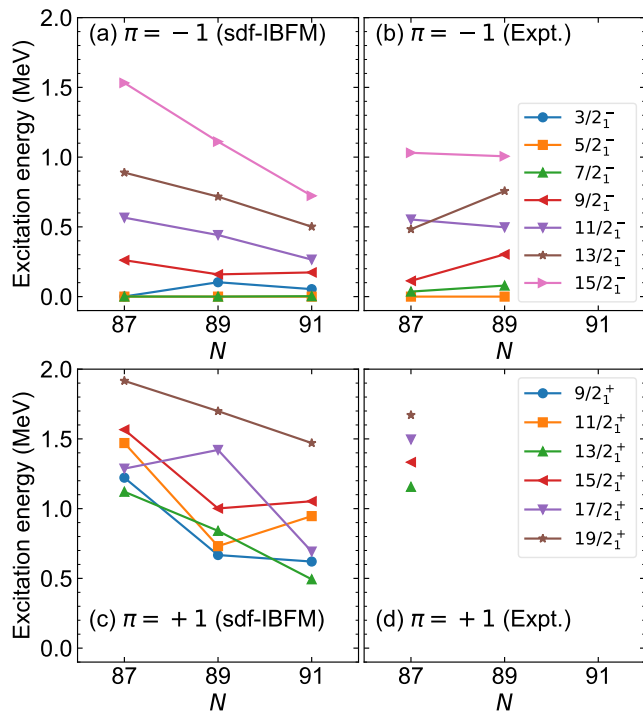 (a) π = −1 (sdf-IBFM)
(b) π = −1 (Expt.)
Excitation energy (MeV)
2.0
1.5
1.0
0.5
0.0
3/2₁⁻
5/2₁⁻
7/2₁⁻
9/2₁⁻
11/2₁⁻
13/2₁⁻
15/2₁⁻
87 89 91
87 89 91
N
N
Excitation energy (MeV)
2.0
1.5
1.0
0.5
0.0
9/2₁⁺
11/2₁⁺
13/2₁⁺
15/2₁⁺
17/2₁⁺
19/2₁⁺
(c) π = +1 (sdf-IBFM)
(d) π = +1 (Expt.)
87 89 91
87 89 91
N
N